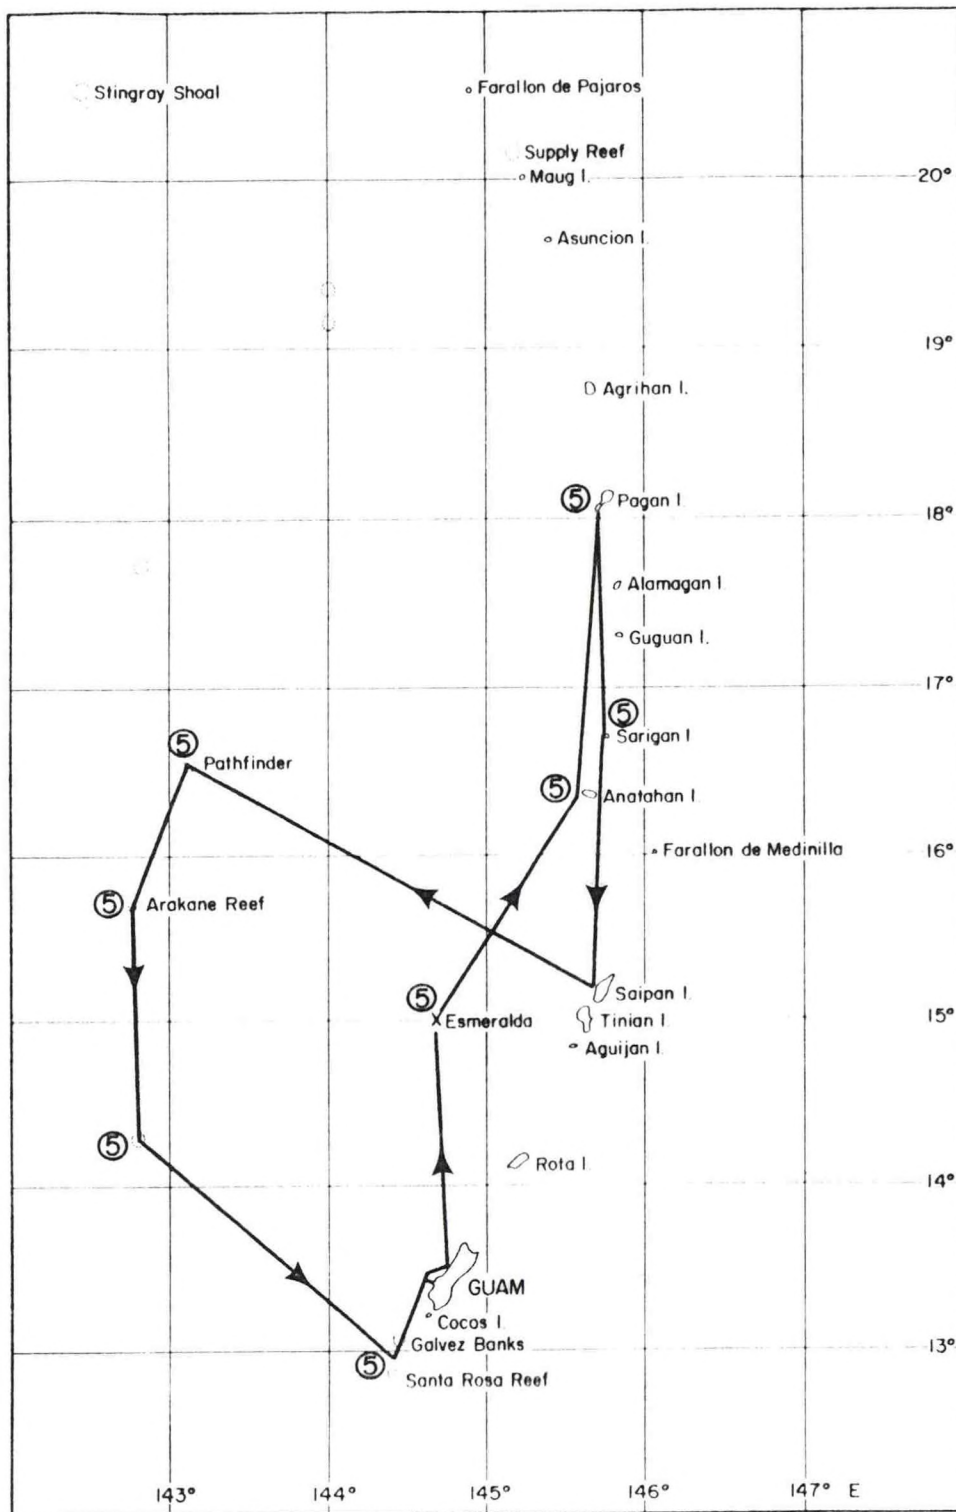 Stingray Shoal
Farallon de Pajaros
Supply Reef
Maug I.
20°
Asuncion I.
19°
Agrihan I.
5
Pagan I
18°
Alamagan I
Guguan I.
17°
5
Sarigan I
5
Pathfinder
5
Anatahan I
Farallon de Medinilla
16°
5
Arakane Reef
Saipan I.
5
Esmeralda
Tinian I.
15°
Aguijan I.
5
Rota I.
14°
GUAM
Cocos I.
Galvez Banks
13°
5
Santa Rosa Reef
143°
144°
145°
146°
147° E